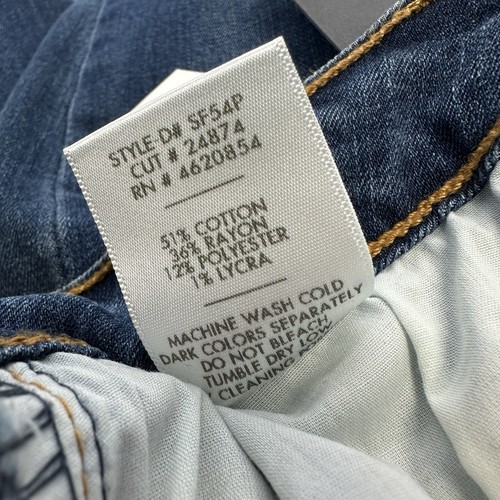 STYLE D# SF54P
CUT # 24874
RN # 4620854
51% COTTON
36% RAYON
12% POLYESTER
1% LYCRA
MACHINE WASH COLD
DARK COLORS SEPARATELY
DO NOT BLEACH
TUMBLE DRY LOW
CLEANING